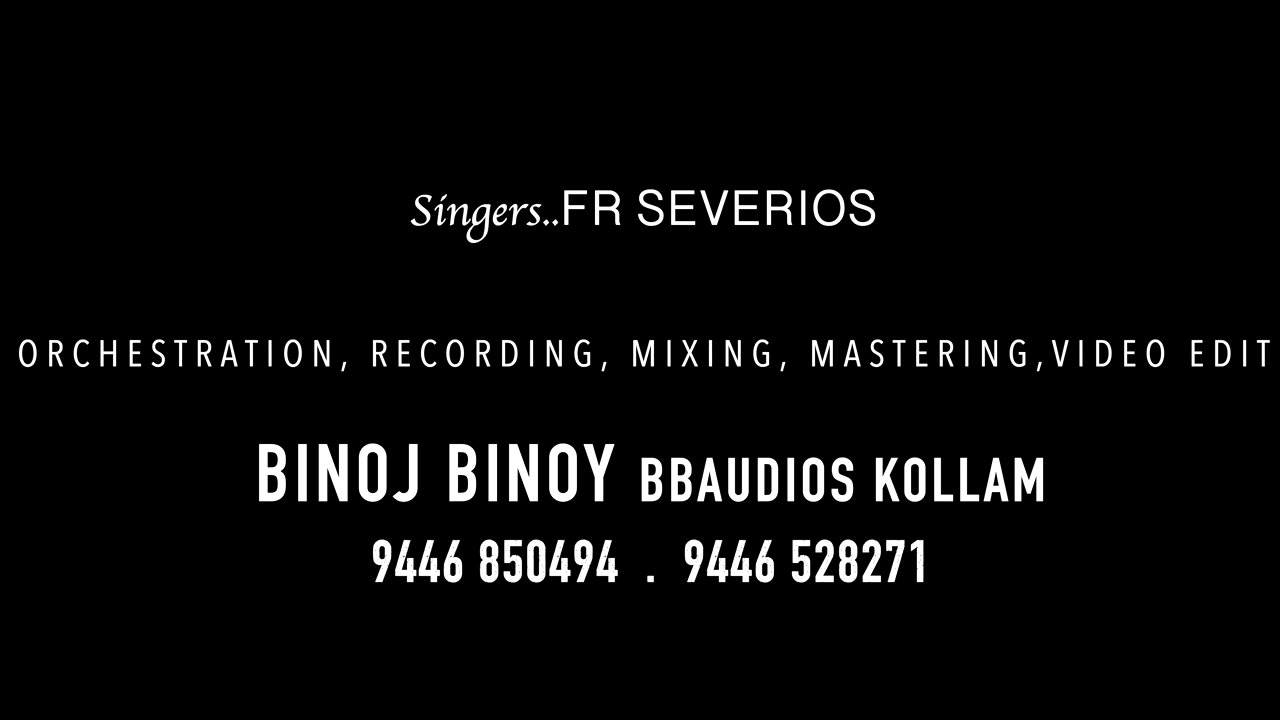 Singers..FR SEVERIOS
ORCHESTRATION, RECORDING, MIXING, MASTERING,VIDEO EDIT
BINOJ BINOY BBAUDIOS KOLLAM
9446 850494 . 9446 528271